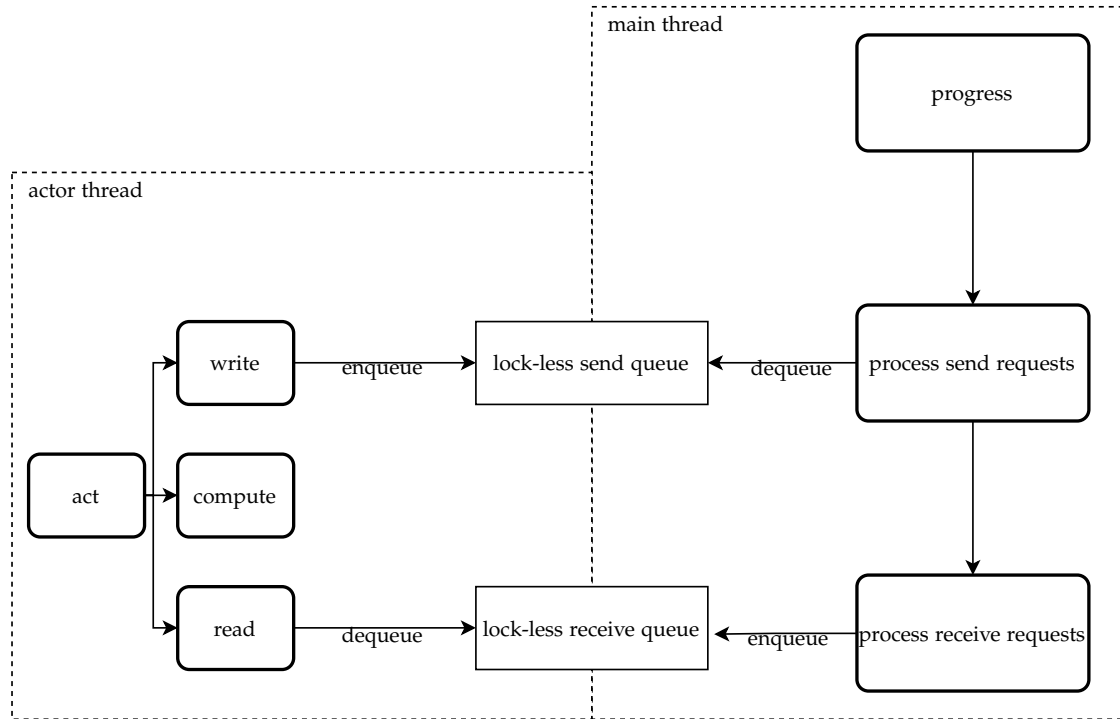 main thread
progress
actor thread
write
enqueue
lock-less send queue
dequeue
process send requests
act
compute
read
dequeue
lock-less receive queue
enqueue
process receive requests